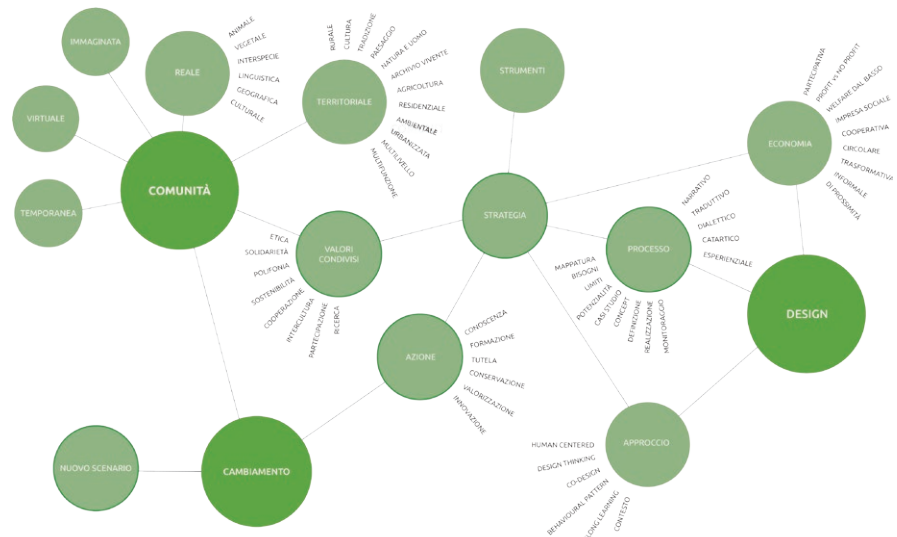 IMMAGINATA
REALE
ANIMALE
VEGETALE
INTERSPECIE
LINGUISTICA
GEOGRAFICA
CULTURALE
VIRTUALE
TEMPORANEA
COMUNITÀ
TERRITORIALE
RURALE
CULTURA
TRADIZIONE
PAESAGGIO
NATURA E UOMO
ARCHIVIO VIVENTE
AGRICOLTURA
RESIDENZIALE
AMBIENTALE
URBANIZZATA
MULTILIVELLO
MULTIFUNZIONE
STRUMENTI
ECONOMIA
PARTECIPATIVA
PROFIT vs NO PROFIT
WELFARE DAL BASSO
IMPRESA SOCIALE
COOPERATIVA
CIRCOLARE
TRASFORMATIVA
INFORMALE
DI PROSSIMITÀ
STRATEGIA
VALORI
CONDIVISI
ETICA
SOLIDARIETÀ
POLIFONIA
SOSTENIBILITÀ
COOPERAZIONE
INTERCULTURA
PARTECIPAZIONE
RICERCA
PROCESSO
NARRATIVO
TRADUTTIVO
DIALETTICO
CATARTICO
ESPERIENZIALE
MAPPATURA
BISOGNI
LIMITI
POTENZIALITÀ
CASI STUDIO
CONCEPT
DEFINIZIONE
REALIZZAZIONE
MONITORAGGIO
DESIGN
AZIONE
CONOSCENZA
FORMAZIONE
TUTELA
CONSERVAZIONE
VALORIZZAZIONE
INNOVAZIONE
APPROCCIO
HUMAN CENTERED
DESIGN THINKING
CO-DESIGN
BEHAVIOURAL PATTERN
LONG LEARNING
CONTESTO
NUOVO SCENARIO
CAMBIAMENTO